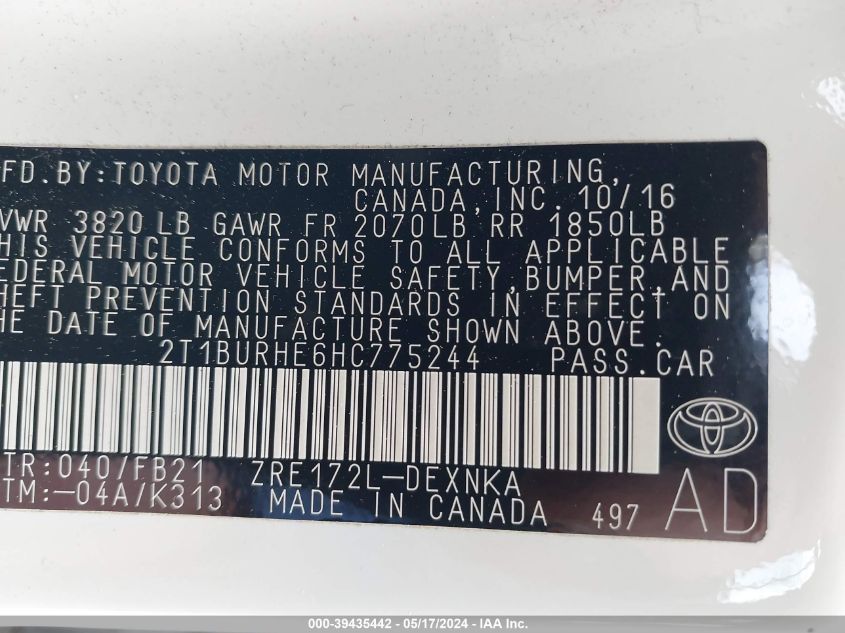 FD. BY: TOYOTA MOTOR MANUFACTURING,
CANADA, INC. 10/16
VWR 3820 LB GAWR FR 2070LB RR 1850LB
HIS VEHICLE CONFORMS TO ALL APPLICABLE
EDERAL MOTOR VEHICLE SAFETY, BUMPER, AND
HEFT PREVENTION STANDARDS IN EFFECT ON
HE DATE OF MANUFACTURE SHOWN ABOVE.
2T1BURHE6HC775244 PASS. CAR
TR: 040/FB21 ZRE172L-DEXNKA
TM:-04A/K313 MADE IN CANADA 497 AD
000-39435442 - 05/17/2024 - IAA Inc.